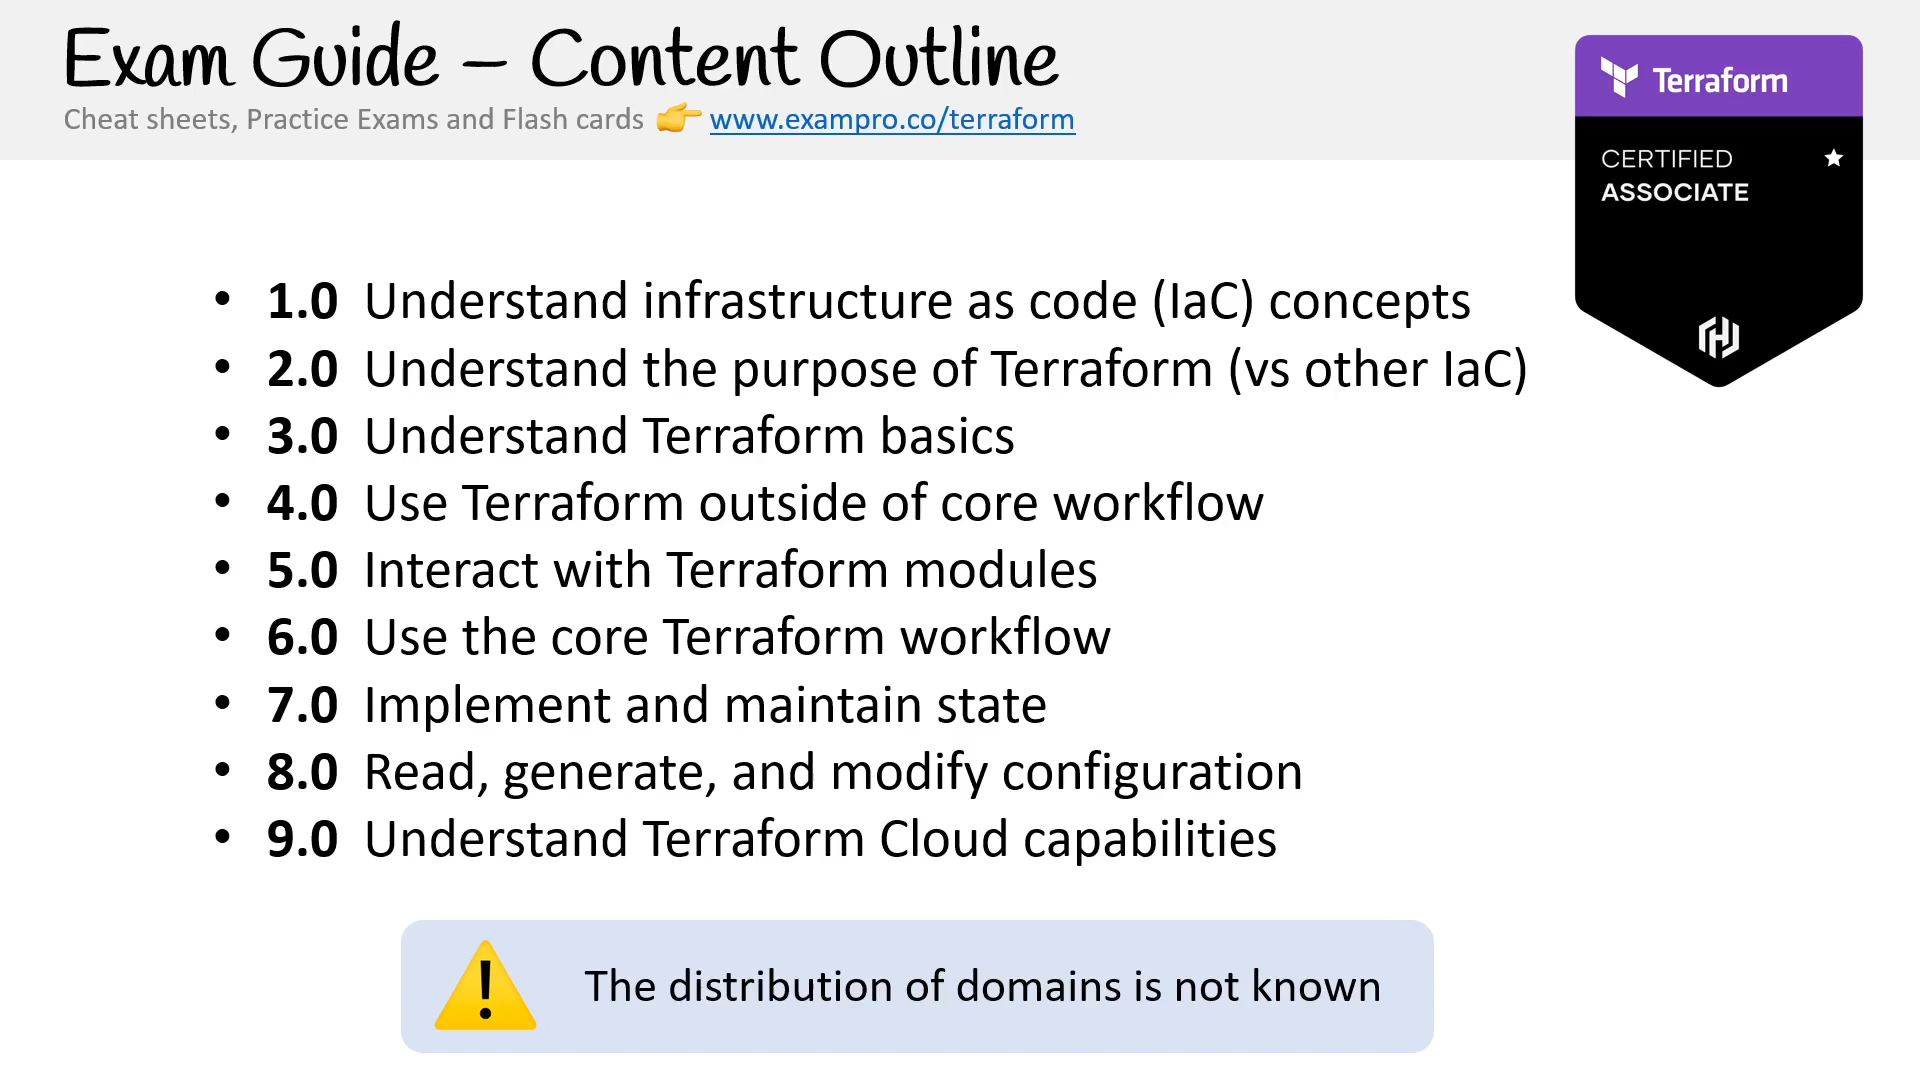 Exam Guide – Content Outline
Cheat sheets, Practice Exams and Flash cards 👉 www.exampro.co/terraform
Terraform
CERTIFIED
ASSOCIATE
• 1.0 Understand infrastructure as code (IaC) concepts
• 2.0 Understand the purpose of Terraform (vs other IaC)
• 3.0 Understand Terraform basics
• 4.0 Use Terraform outside of core workflow
• 5.0 Interact with Terraform modules
• 6.0 Use the core Terraform workflow
• 7.0 Implement and maintain state
• 8.0 Read, generate, and modify configuration
• 9.0 Understand Terraform Cloud capabilities
The distribution of domains is not known